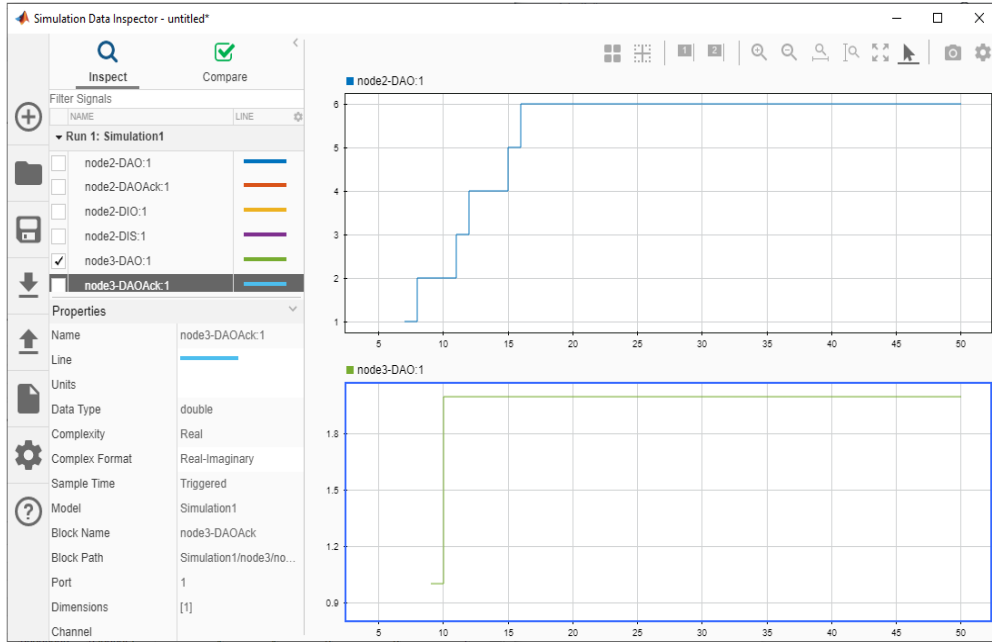 Simulation Data Inspector - untitled*
Inspect Compare
Filter Signals
NAME LINE
Run 1: Simulation1
node2-DAO:1
node2-DAOAck:1
node2-DIO:1
node2-DIS:1
node3-DAO:1
node3-DAOAck:1
Properties
Name node3-DAOAck:1
Line
Units
Data Type double
Complexity Real
Complex Format Real-Imaginary
Sample Time Triggered
Model Simulation1
Block Name node3-DAOAck
Block Path Simulation1/node3/no...
Port 1
Dimensions [1]
Channel
1 2
node2-DAO:1
6
5
4
3
2
1
5 10 15 20 25 30 35 40 45 50
node3-DAO:1
1.8
1.5
1.2
0.9
5 10 15 20 25 30 35 40 45 50